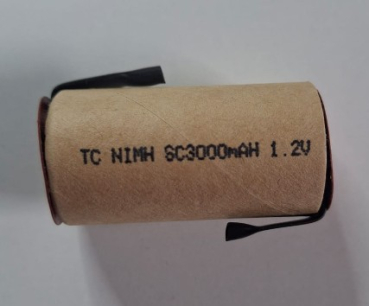 TC NIMH SC3000mAH 1.2V